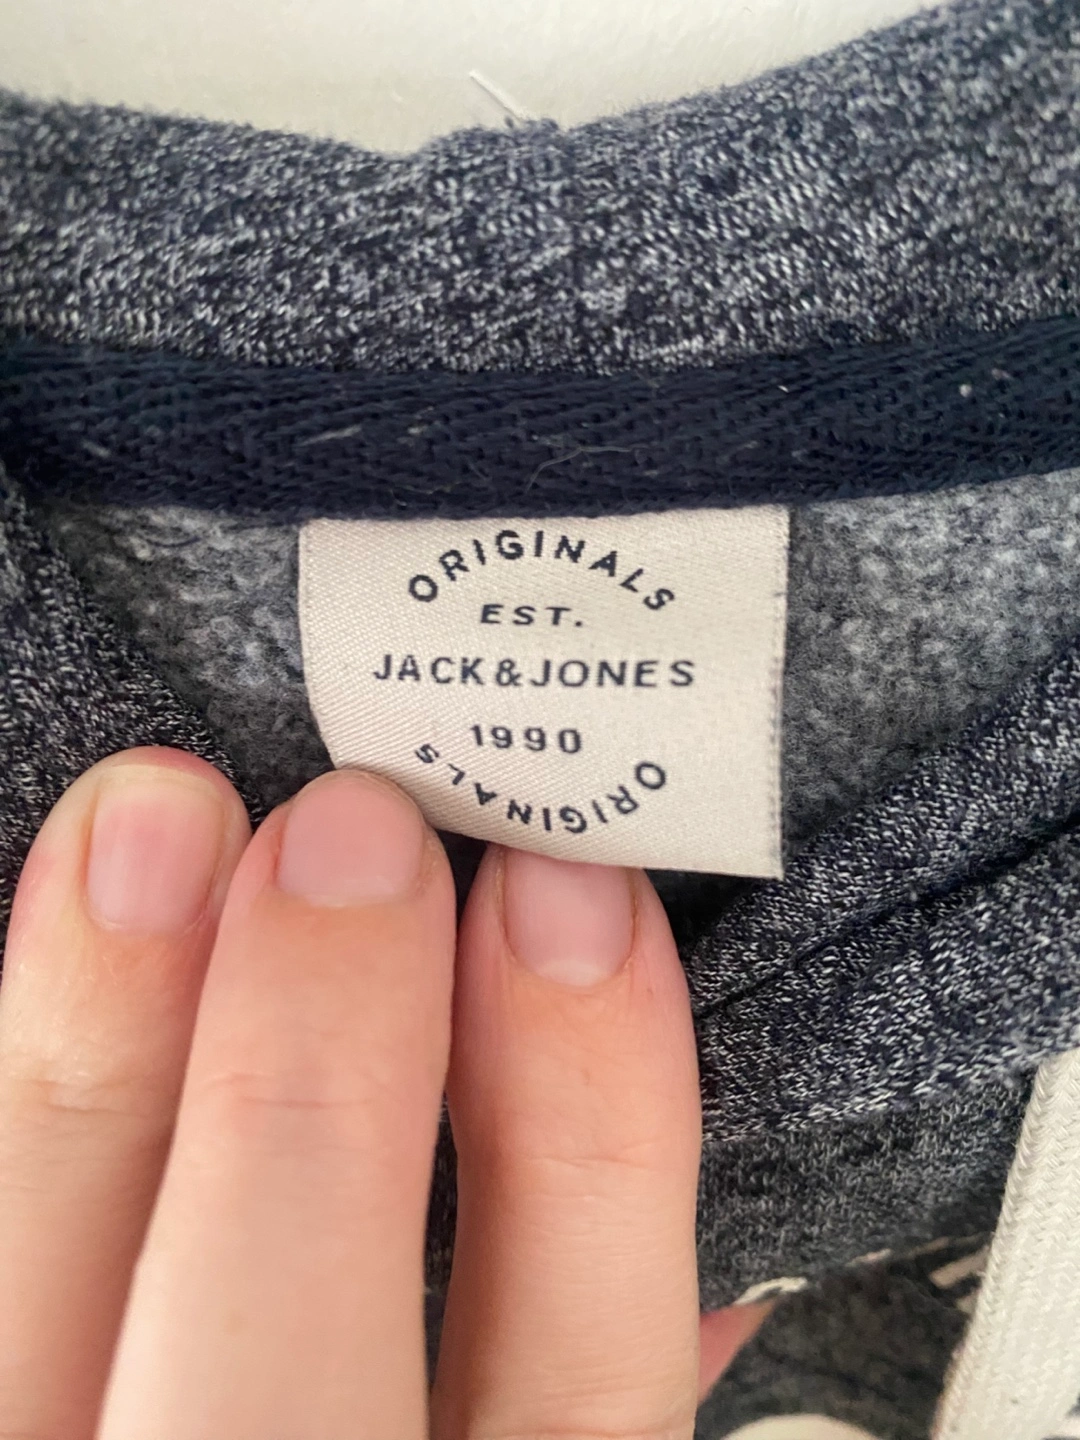 ORIGINALS
EST.
JACK&JONES
1990
ORIGINALS